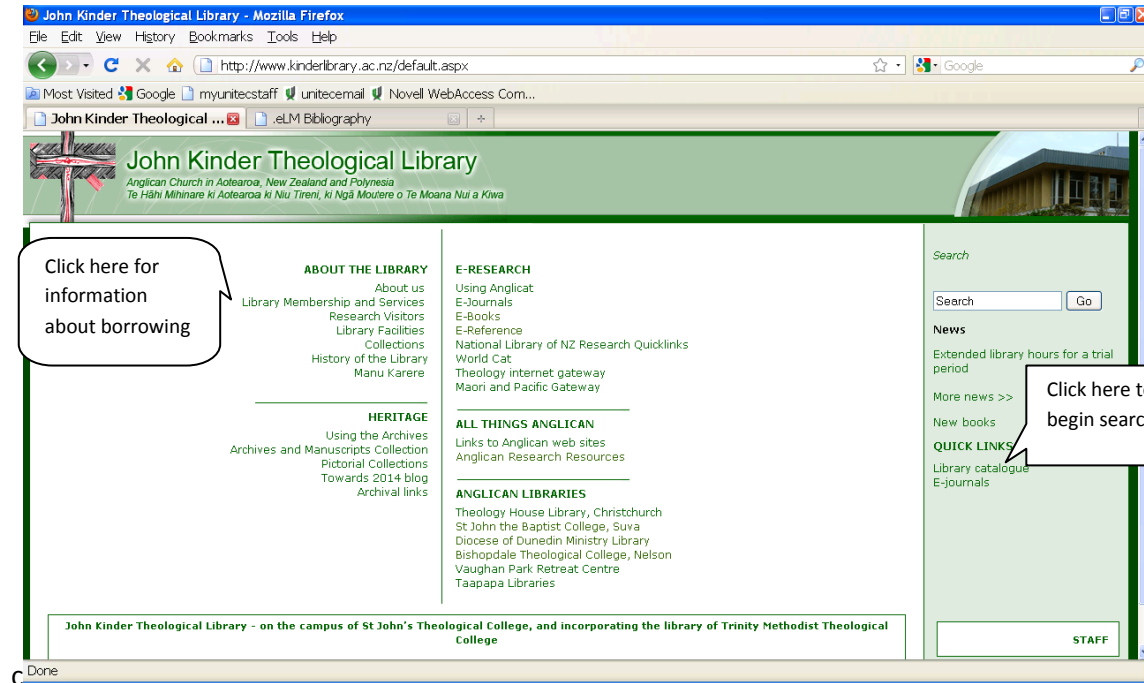 John Kinder Theological Library - Mozilla Firefox
File Edit View History Bookmarks Tools Help
http://www.kinderlibrary.ac.nz/default.aspx
Google
Most Visited Google myunitecstaff unitecemail Novell WebAccess Com...
John Kinder Theological ... .eLM Bibliography
John Kinder Theological Library
Anglican Church in Aotearoa, New Zealand and Polynesia
Te Hāhi Mihinare ki Aotearoa ki Niu Tireni, ki Ngā Moutere o Te Moana Nui a Kiwa
Click here for
information
about borrowing
ABOUT THE LIBRARY
About us
Library Membership and Services
Research Visitors
Library Facilities
Collections
History of the Library
Manu Karere
HERITAGE
Using the Archives
Archives and Manuscripts Collection
Pictorial Collections
Towards 2014 blog
Archival links
E-RESEARCH
Using Anglicat
E-Journals
E-Books
E-Reference
National Library of NZ Research Quicklinks
World Cat
Theology internet gateway
Maori and Pacific Gateway
ALL THINGS ANGLICAN
Links to Anglican web sites
Anglican Research Resources
ANGLICAN LIBRARIES
Theology House Library, Christchurch
St John the Baptist College, Suva
Diocese of Dunedin Ministry Library
Bishopdale Theological College, Nelson
Vaughan Park Retreat Centre
Taapapa Libraries
Search
Search Go
News
Extended library hours for a trial
period
More news >>
New books
QUICK LINKS
Library catalogue
E-journals
Click here t
begin searc
John Kinder Theological Library - on the campus of St John's Theological College, and incorporating the library of Trinity Methodist Theological
College
STAFF
c
Done